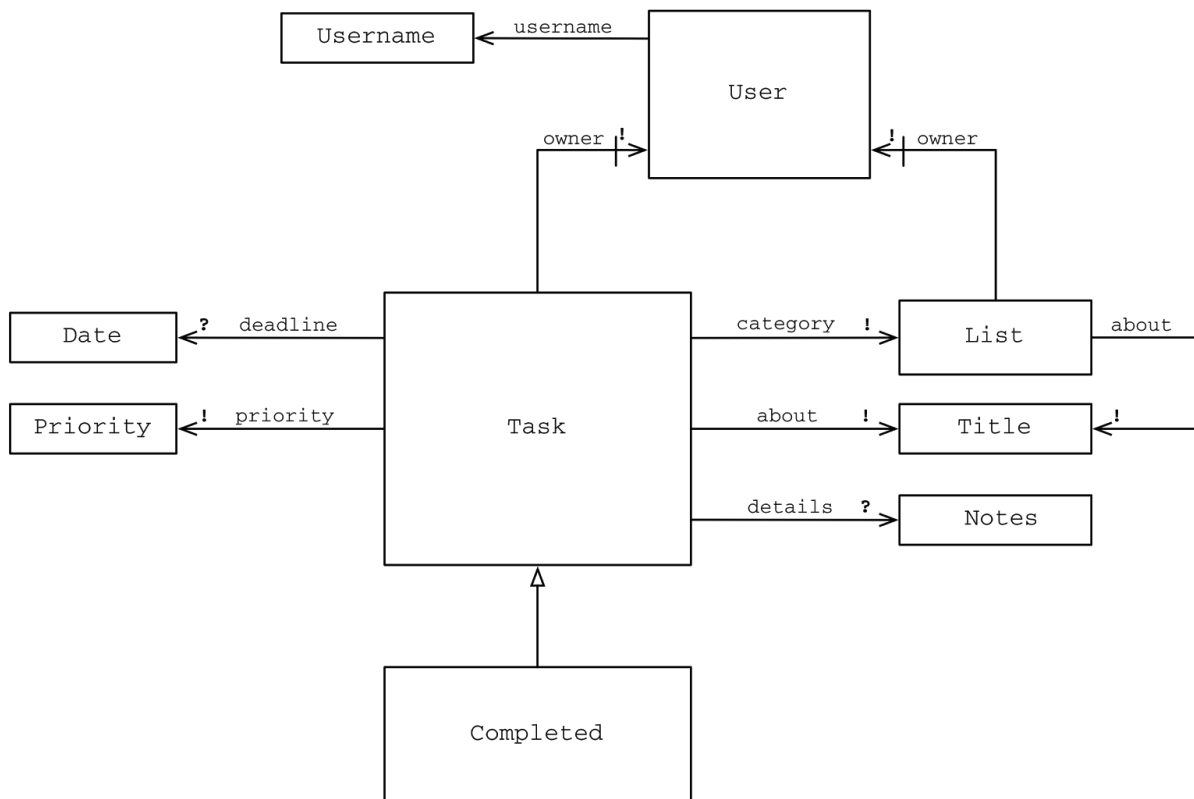 Username
username
User
owner
!
!
owner
Date
?
deadline
category
!
List
about
Priority
!
priority
Task
about
!
Title
!
details
?
Notes
Completed